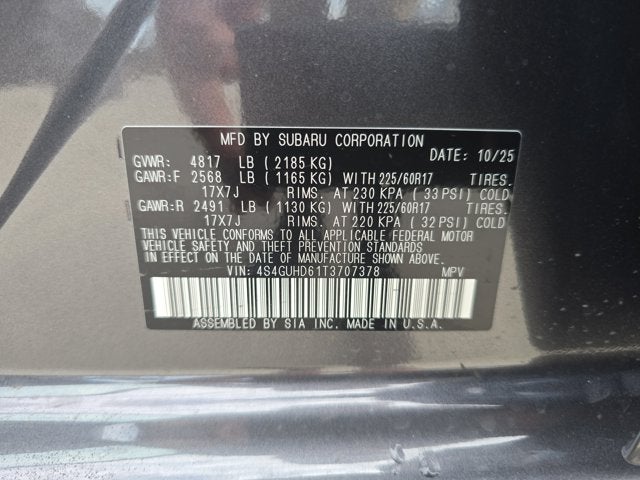 MFD BY SUBARU CORPORATION
GVWR: 4817 LB ( 2185 KG) DATE: 10/25
GAWR:F 2568 LB ( 1165 KG) WITH 225/60R17 TIRES.
17X7J RIMS. AT 230 KPA ( 33 PSI) COLD
GAWR:R 2491 LB ( 1130 KG) WITH 225/60R17 TIRES.
17X7J RIMS. AT 220 KPA ( 32 PSI) COLD
THIS VEHICLE CONFORMS TO ALL APPLICABLE FEDERAL MOTOR
VEHICLE SAFETY AND THEFT PREVENTION STANDARDS
IN EFFECT ON THE DATE OF MANUFACTURE SHOWN ABOVE.
VIN: 4S4GUHD61T3707378 MPV
ASSEMBLED BY SIA INC. MADE IN U.S.A.